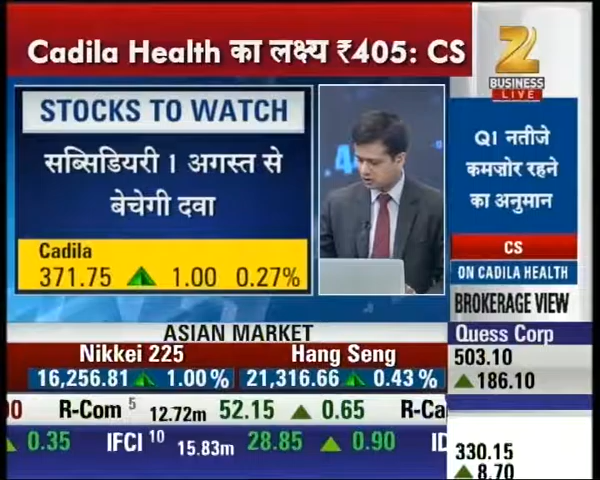 Cadila Health का लक्ष्य ₹405: CS
Z
BUSINESS
LIVE
STOCKS TO WATCH
सब्सिडियरी 1 अगस्त से
बेचेगी दवा
Cadila
371.75 1.00 0.27%
Q1 नतीजे
कमज़ोर रहने
का अनुमान
CS
ON CADILA HEALTH
BROKERAGE VIEW
ASIAN MARKET
Nikkei 225 Hang Seng
16,256.81 1.00 % 21,316.66 0.43 %
Quess Corp
503.10
186.10
00 R-Com 5 12.72m 52.15 0.65 R-Ca
0.35 IFCI 10 15.83m 28.85 0.90 ID
330.15
8.70